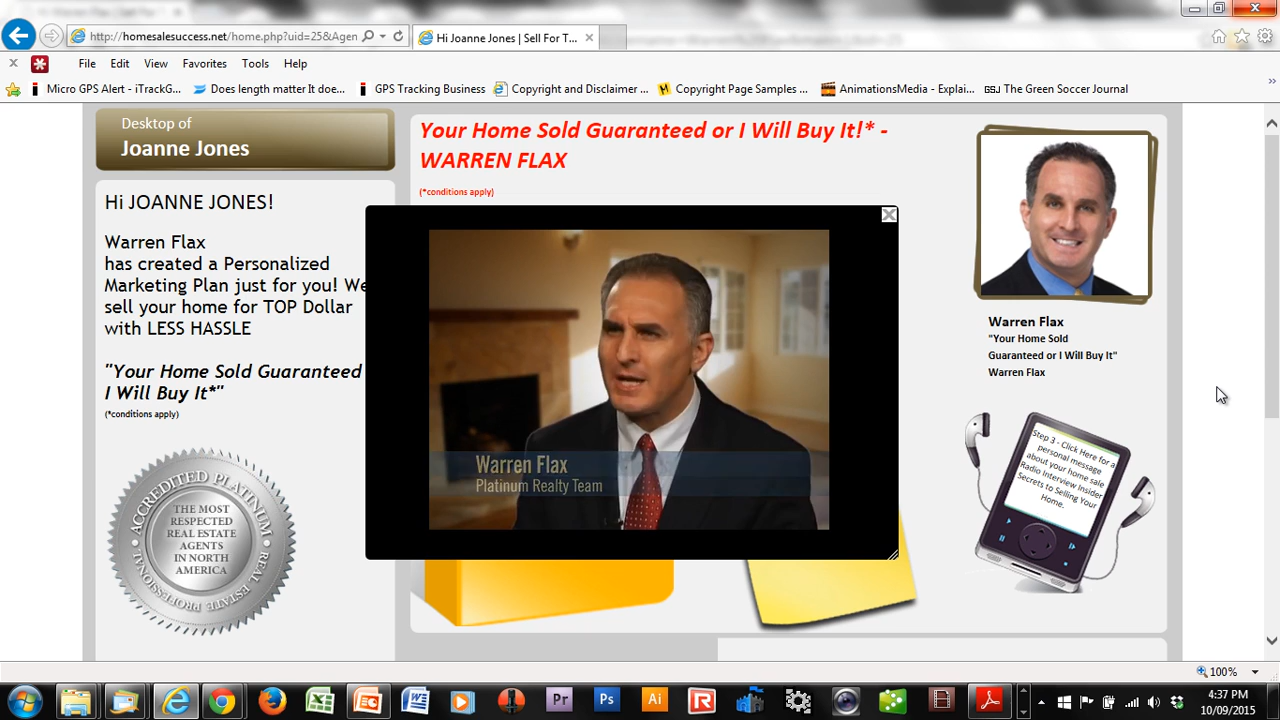 http://homesalesuccess.net/home.php?uid=25&Agen
Hi Joanne Jones | Sell For T...
File Edit View Favorites Tools Help
Micro GPS Alert - iTrackG... Does length matter It doe... GPS Tracking Business Copyright and Disclaimer ... Copyright Page Samples ... AnimationsMedia - Explai... GSJ The Green Soccer Journal
Desktop of
Joanne Jones
Hi JOANNE JONES!
Warren Flax
has created a Personalized
Marketing Plan just for you! We
sell your home for TOP Dollar
with LESS HASSLE
"Your Home Sold Guaranteed
I Will Buy It*"
(*conditions apply)
ACCREDITED PLATINUM
THE MOST
RESPECTED
REAL ESTATE
AGENTS
IN NORTH
AMERICA
REAL ESTATE PROFESSIONAL
Your Home Sold Guaranteed or I Will Buy It!* -
WARREN FLAX
(*conditions apply)
Warren Flax
Platinum Realty Team
Warren Flax
"Your Home Sold
Guaranteed or I Will Buy It"
Warren Flax
Step 3 - Click Here for a
personal message
about your home sale
Radio Interview Insider
Secrets to Selling Your
Home.
100%
Pr Ps Ai
4:37 PM
10/09/2015